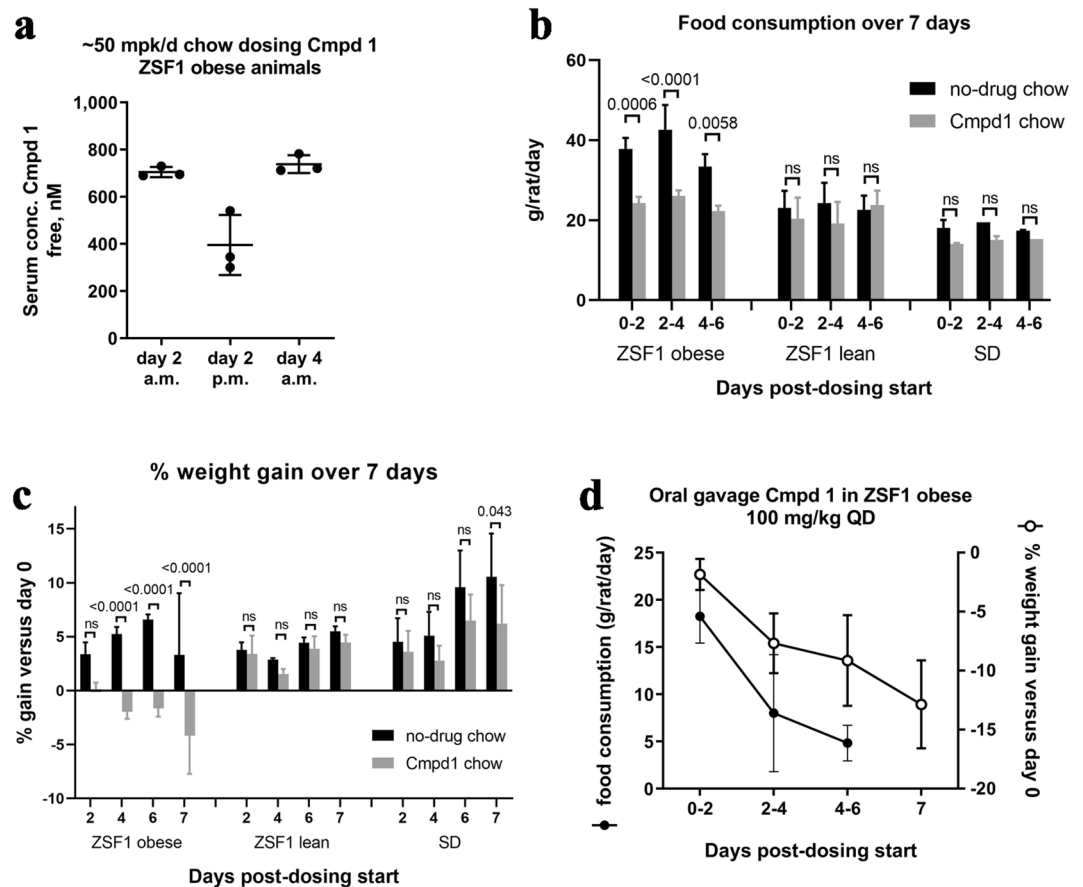 a
~50 mpk/d chow dosing Cmpd 1
ZSF1 obese animals
Serum conc. Cmpd 1
free, nM
1,000
800
600
400
200
0
day 2
a.m.
day 2
p.m.
day 4
a.m.
b
Food consumption over 7 days
g/rat/day
60
40
20
0
no-drug chow
Cmpd1 chow
0.0006
<0.0001
0.0058
ns
ns
ns
ns
ns
ns
0-2 2-4 4-6
0-2 2-4 4-6
0-2 2-4 4-6
ZSF1 obese
ZSF1 lean
SD
Days post-dosing start
c
% weight gain over 7 days
% gain versus day 0
15
10
5
0
-5
-10
ns
<0.0001
<0.0001
<0.0001
ns
ns
ns
ns
ns
ns
ns
0.043
no-drug chow
Cmpd1 chow
2 4 6 7
2 4 6 7
2 4 6 7
ZSF1 obese
ZSF1 lean
SD
Days post-dosing start
d
Oral gavage Cmpd 1 in ZSF1 obese
100 mg/kg QD
food consumption (g/rat/day)
25
20
15
10
5
0
% weight gain versus day 0
0
-5
-10
-15
-20
0-2
2-4
4-6
7
Days post-dosing start